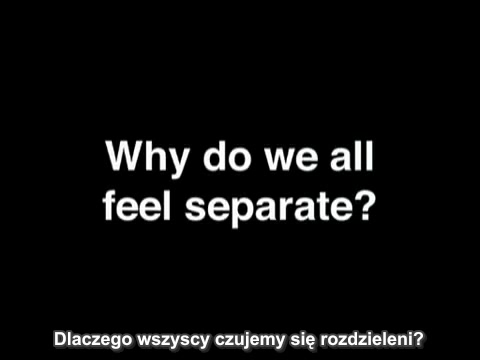 Why do we all
feel separate?
Dlaczego wszyscy czujemy się rozdzieleni?